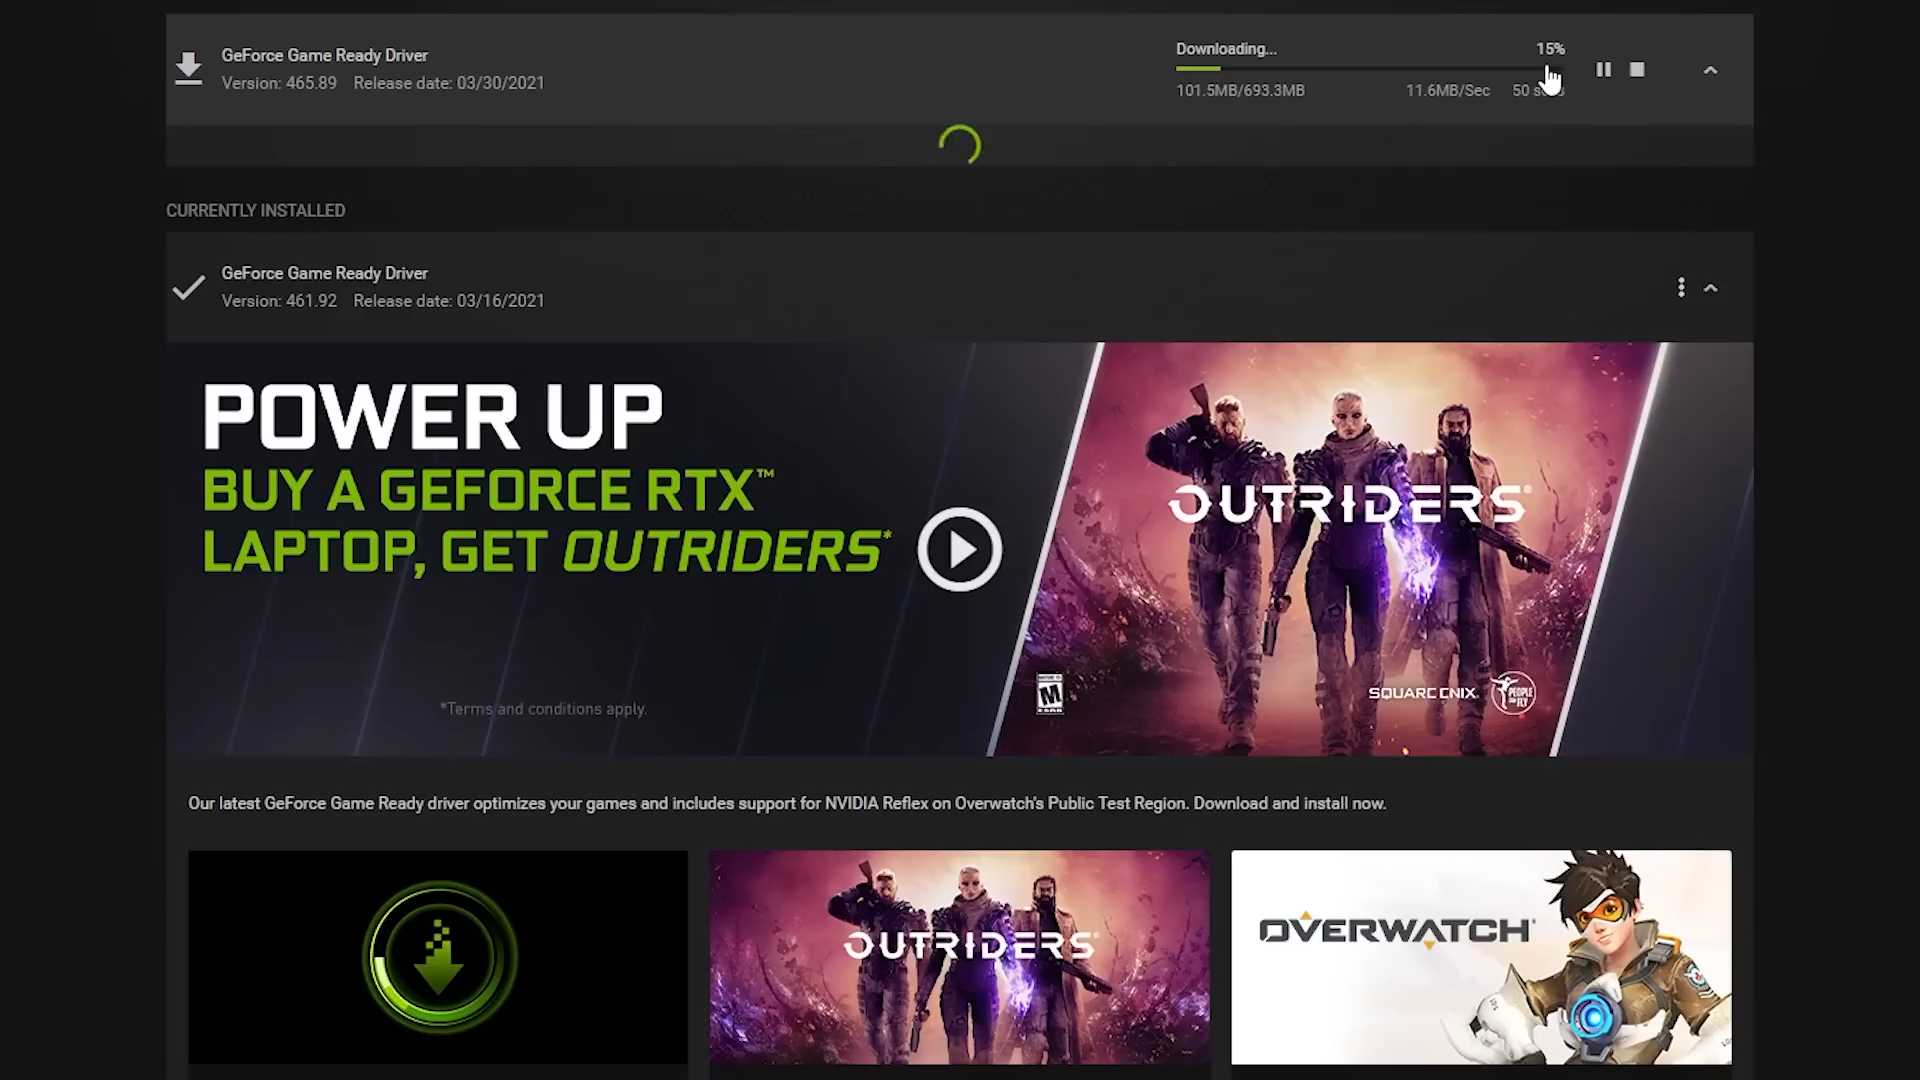 GeForce Game Ready Driver
Version: 465.89 Release date: 03/30/2021
Downloading... 15%
101.5MB/693.3MB 11.6MB/Sec 50
CURRENTLY INSTALLED
GeForce Game Ready Driver
Version: 461.92 Release date: 03/16/2021
POWER UP
BUY A GEFORCE RTX™
LAPTOP, GET OUTRIDERS*
*Terms and conditions apply.
OUTRIDERS®
M
SQUARE ENIX
PEOPLE
CAN FLY
Our latest GeForce Game Ready driver optimizes your games and includes support for NVIDIA Reflex on Overwatch's Public Test Region. Download and install now.
OUTRIDERS®
OVERWATCH®